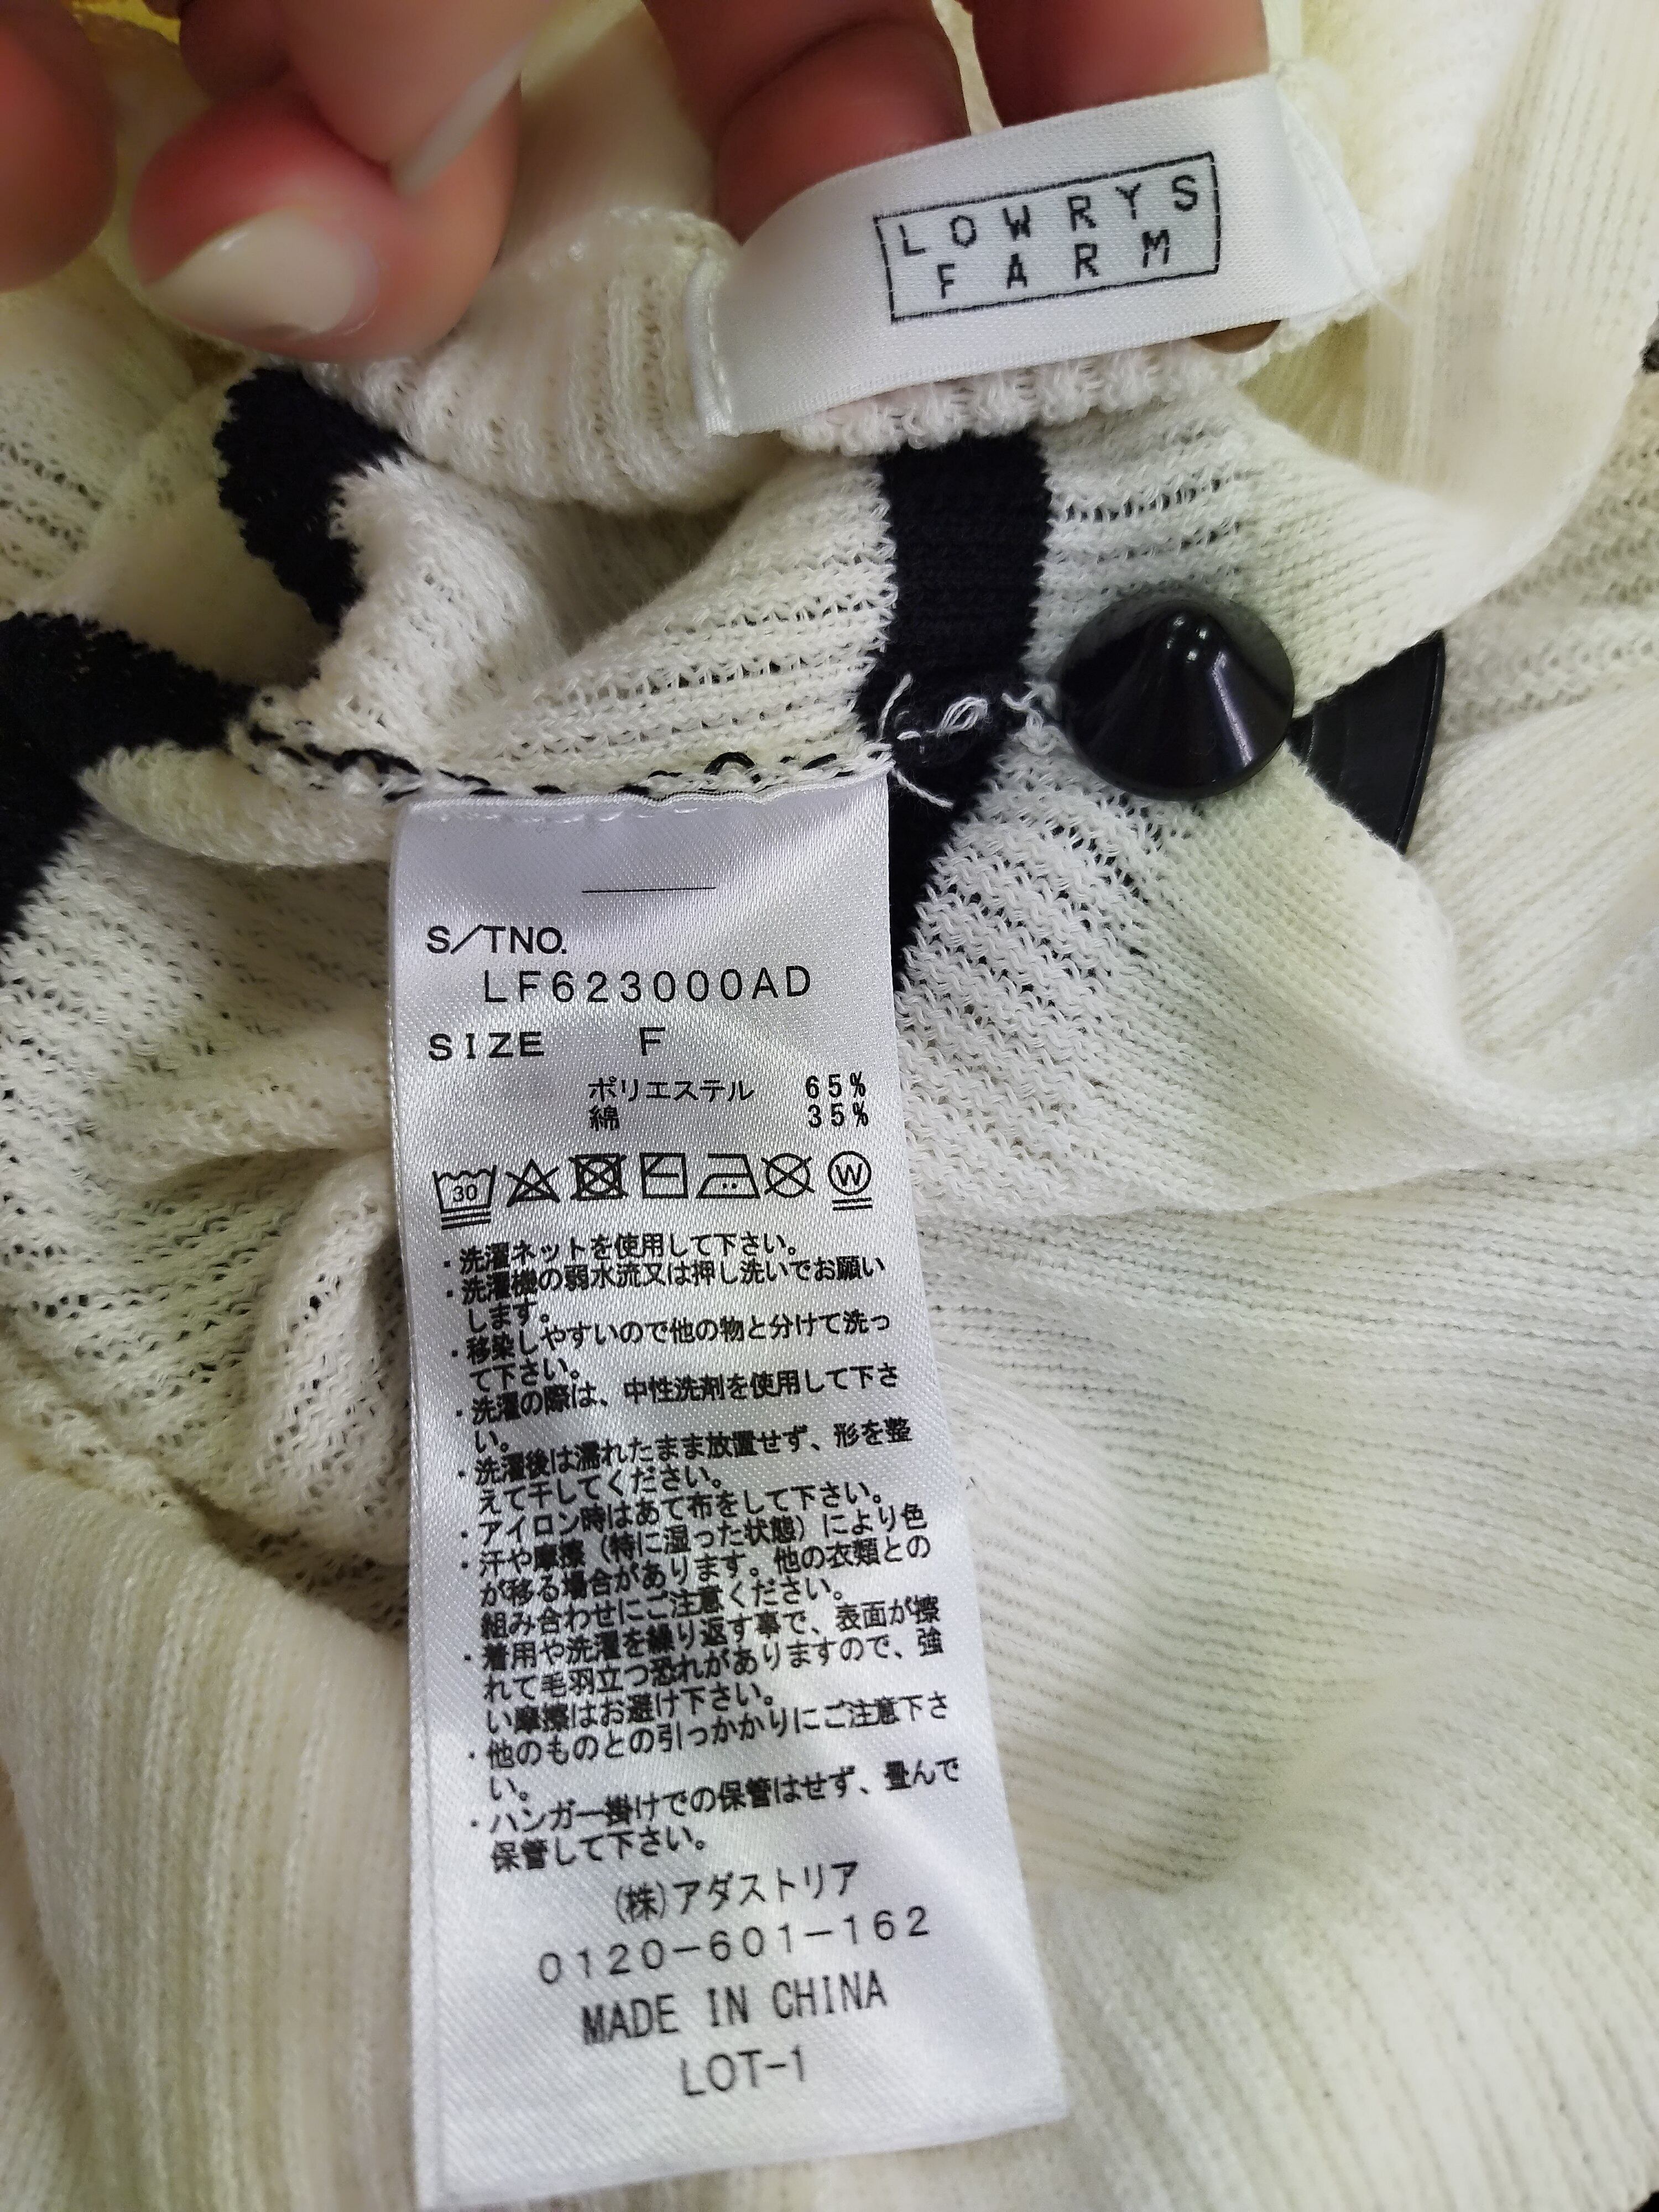 LOWRYS
FARM
S/TNO.
LF623000AD
SIZE F
ポリエステル 65%
綿 35%
30
W
・洗濯ネットを使用して下さい。
・洗濯機の弱水流又は押し洗いでお願い
します。
・移染しやすいので他の物と分けて洗っ
て下さい。
・洗濯の際は、中性洗剤を使用して下さ
い。
・洗濯後は濡れたまま放置せず、形を整
えて干してください。
・アイロン時はあて布をして下さい。
・汗や摩擦（特に湿った状態）により色
が移る場合があります。他の衣類との
組み合わせにご注意ください。
・着用や洗濯を繰り返す事で、表面が擦
れて毛羽立つ恐れがありますので、強
い摩擦はお避け下さい。
・他のものとの引っかかりにご注意下さ
い。
・ハンガー掛けでの保管はせず、畳んで
保管して下さい。
(株)アダストリア
0120-601-162
MADE IN CHINA
LOT-1